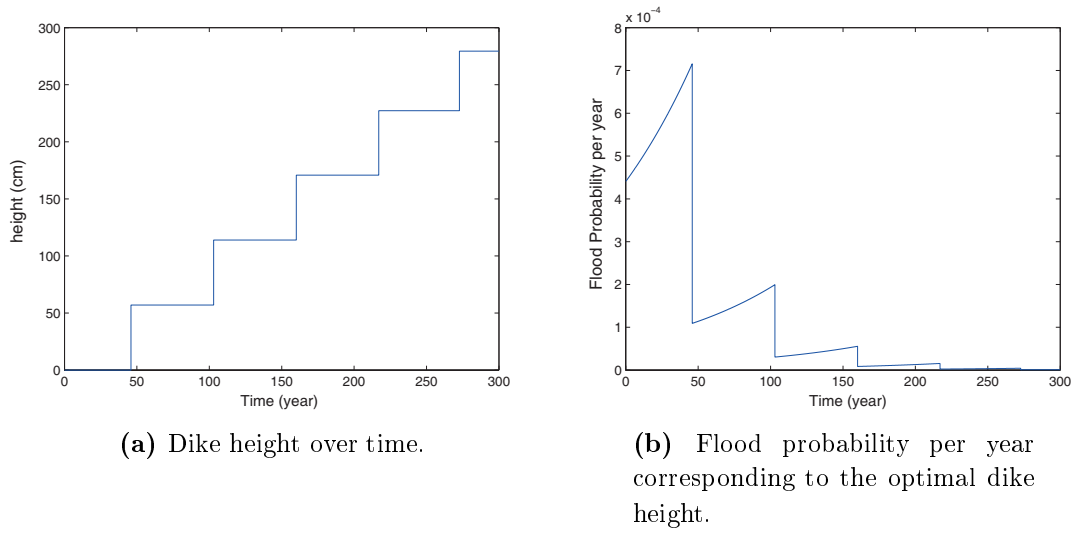 300
250
200
150
100
50
0
height (cm)
0 50 100 150 200 250 300
Time (year)
(a) Dike height over time.
x 10⁻⁴
8
7
6
5
4
3
2
1
0
Flood Probability per year
0 50 100 150 200 250 300
Time (year)
(b) Flood probability per year
corresponding to the optimal dike
height.